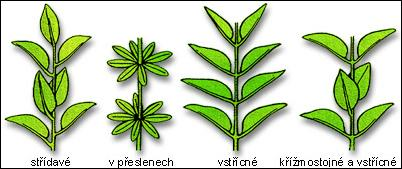 střídavé
v přeslenech
vstřícné
křížmostojné a vstřícné